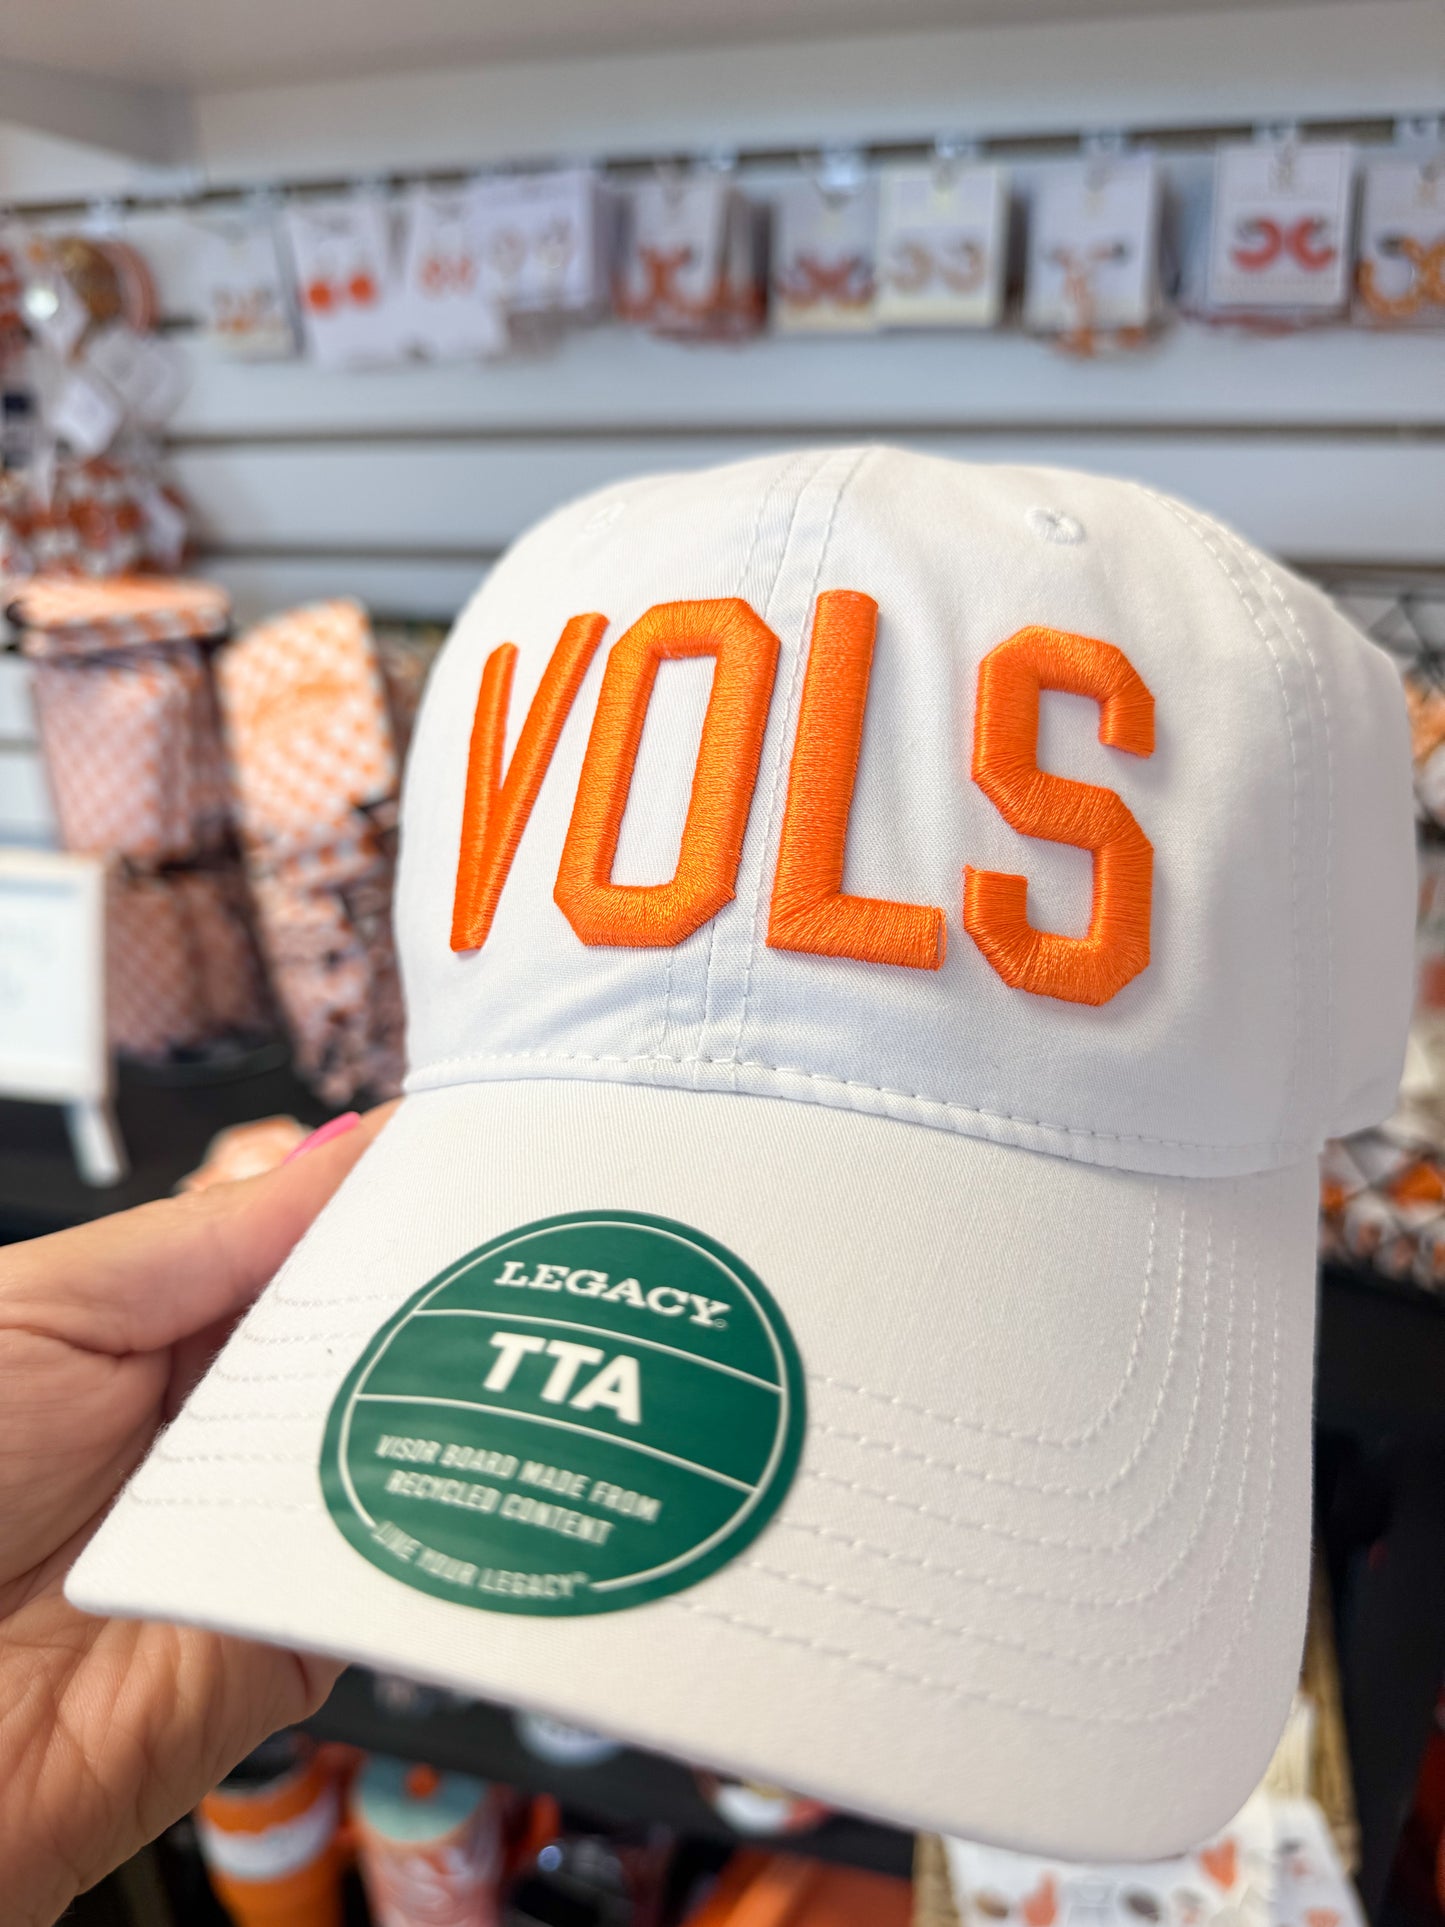 VOLS
LEGACY®
TTA
VISOR BOARD MADE FROM
RECYCLED CONTENT
LIVE YOUR LEGACY®